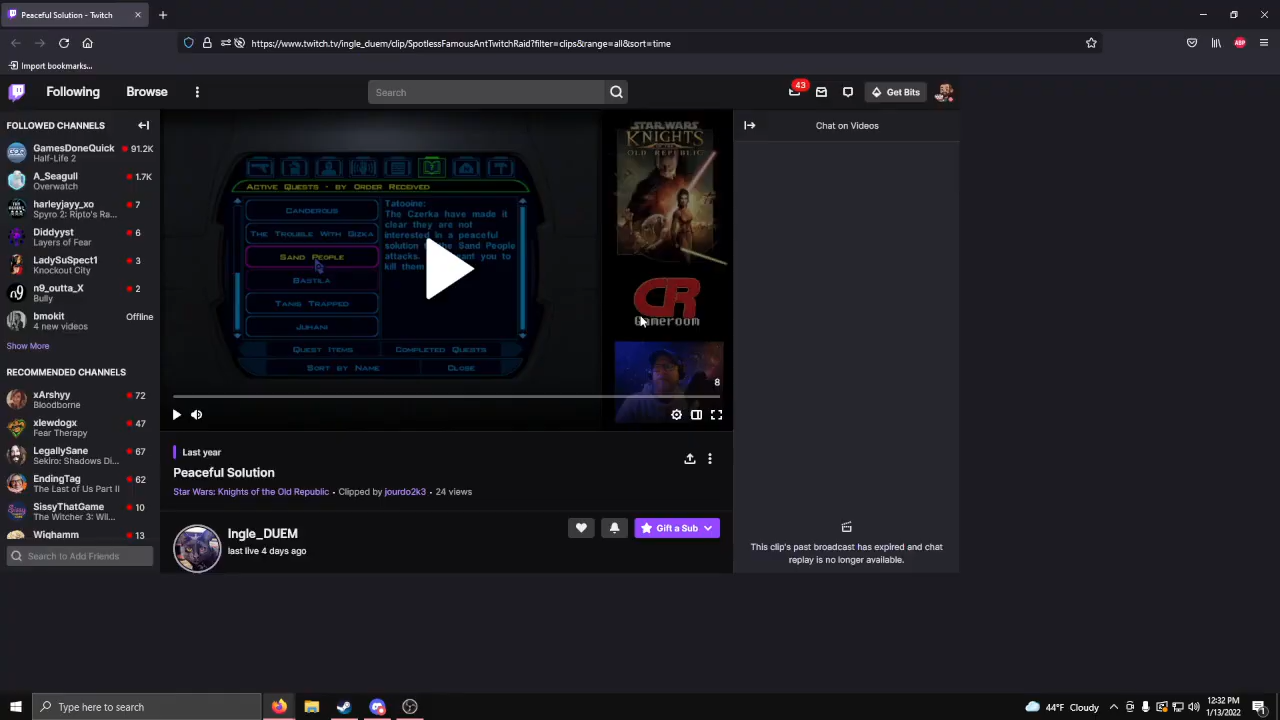 Peaceful Solution - Twitch
https://www.twitch.tv/ingle_duem/clip/SpotlessFamousAntTwitchRaid?filter=clips&range=all&sort=time
Import bookmarks...
Following
Browse
Search
43
Get Bits
FOLLOWED CHANNELS
GamesDoneQuick
91.2K
Half-Life 2
A_Seagull
1.7K
Overwatch
harleyjayy_xo
7
Spyro 2: Ripto's Ra...
Diddyyst
6
Layers of Fear
LadySuSpect1
3
Knockout City
n9_outta_X
2
Bully
bmokit
Offline
4 new videos
Show More
RECOMMENDED CHANNELS
xArshyy
72
Bloodborne
xlewdogx
47
Fear Therapy
LegallySane
67
Sekiro: Shadows Di...
EndingTag
62
The Last of Us Part II
SissyThatGame
10
The Witcher 3: Wil...
Wighamm
13
Search to Add Friends
Active Quests - by Order Received
Canderous
The Trouble With Gizka
Sand People
Bastila
Tanis Trapped
Juhani
Quest Items
Completed Quests
Sort by Name
Close
Tatooine:
The Czerka have made it
clear they are not
interested in a peaceful
solution to the Sand People
attacks.
kill them
STAR WARS
KNIGHTS
OF THE
OLD REPUBLIC
GR
Gameroom
8
Last year
Peaceful Solution
Star Wars: Knights of the Old Republic • Clipped by jourdo2k3 • 24 views
Ingle_DUEM
last live 4 days ago
Gift a Sub
Chat on Videos
This clip's past broadcast has expired and chat
replay is no longer available.
Type here to search
44°F Cloudy
12:32 PM
1/13/2022